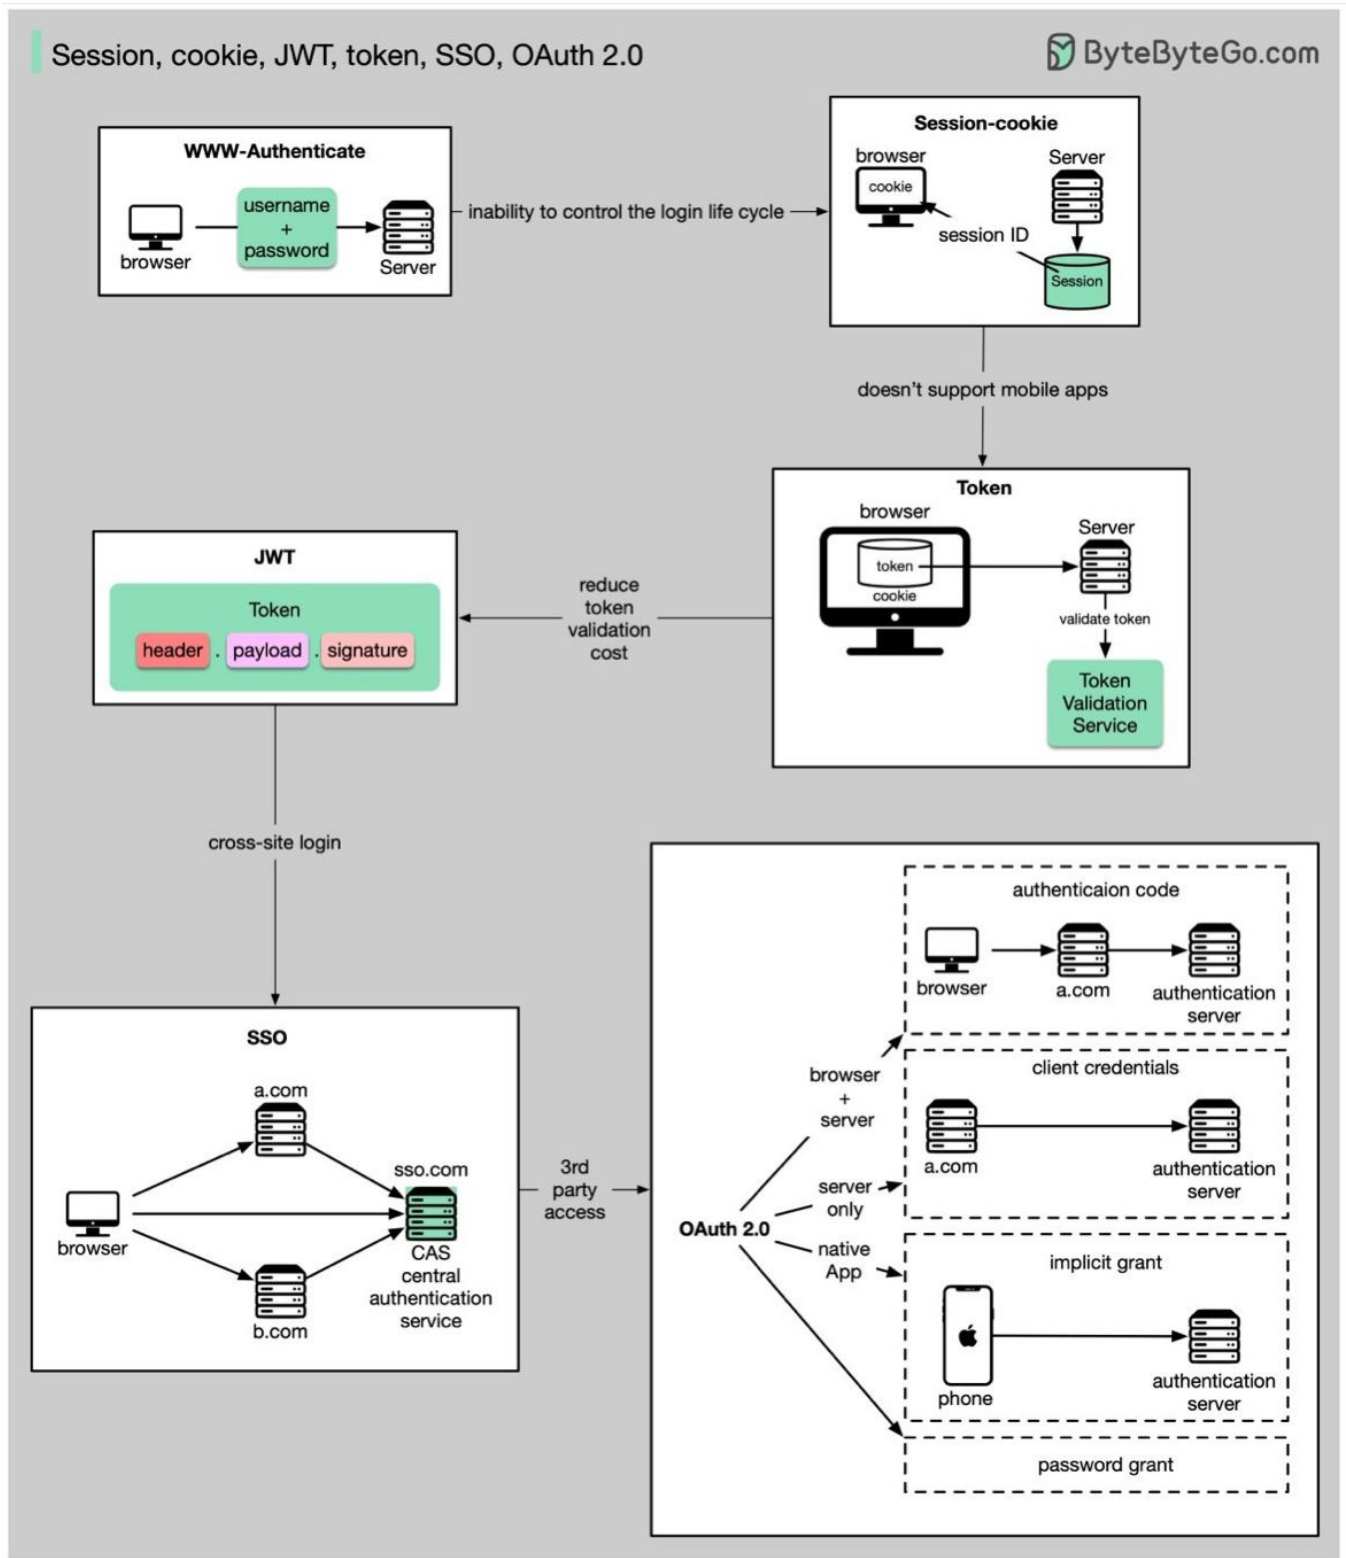 Session, cookie, JWT, token, SSO, OAuth 2.0
ByteByteGo.com
WWW-Authenticate
username
+
password
browser
Server
inability to control the login life cycle
Session-cookie
browser
Server
cookie
session ID
Session
doesn't support mobile apps
Token
browser
Server
token
cookie
validate token
Token
Validation
Service
reduce
token
validation
cost
JWT
Token
header . payload . signature
cross-site login
SSO
a.com
sso.com
browser
CAS
central
authentication
service
b.com
3rd
party
access
OAuth 2.0
browser
+
server
server
only
native
App
authenticaion code
browser
a.com
authentication
server
client credentials
a.com
authentication
server
implicit grant
phone
authentication
server
password grant